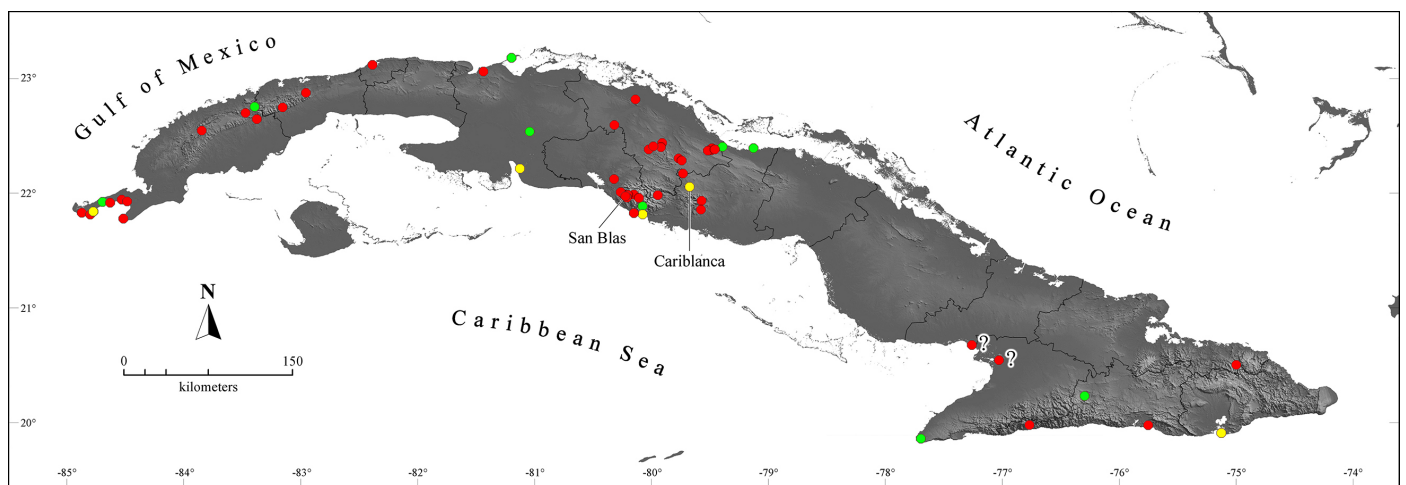 Gulf of Mexico
23°
Atlantic Ocean
22°
San Blas
Cariblanca
N
21°
Caribbean Sea
? ?
0 150
kilometers
20°
-85° -84° -82° -81° -80° -79° -78° -77° -76° -75° -74°